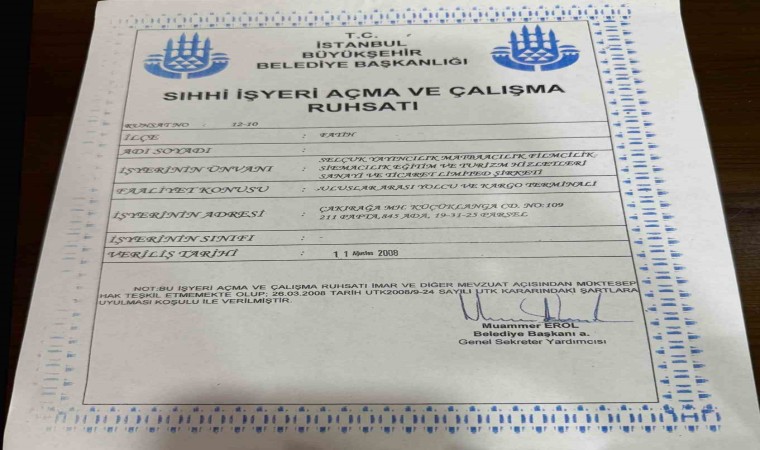 T.C.
İSTANBUL
BÜYÜKŞEHİR
BELEDİYE BAŞKANLIĞI
SIHHİ İŞYERİ AÇMA VE ÇALIŞMA
RUHSATI
RUHSAT NO : 12-10
İLÇE : FATİH
ADI SOYADI :
İŞYERİNİN ÜNVANI : SELÇUK YAYINCILIK MATBAACILIK FİLMCİLİK-
SİEMACILIK EĞİTİM VE TURİZM HİZLETLERİ
SANAYİ VE TİCARET LİMİTED ŞİRKETİ
FAALİYET KONUSU : ULUSLAR ARASI YOLCU VE KARGO TERMİNALİ
İŞYERİNİN ADRESİ : ÇAKIRAĞA MH. KÜÇÜKLANGA CD. NO:109
211 PAFTA,845 ADA, 19-31-25 PARSEL
İŞYERİNİN SINIFI : -
VERİLİŞ TARİHİ : 11 Ağustos 2008
NOT:BU İŞYERİ AÇMA VE ÇALIŞMA RUHSATI İMAR VE DİĞER MEVZUAT AÇISINDAN MÜKTESEP
HAK TEŞKİL ETMEMEKTE OLUP; 26.03.2008 TARİH UTK2008/9-24 SAYILI UTK KARARINDAKİ ŞARTLARA
UYULMASI KOŞULU İLE VERİLMİŞTİR.
Muammer EROL
Belediye Başkanı a.
Genel Sekreter Yardımcısı